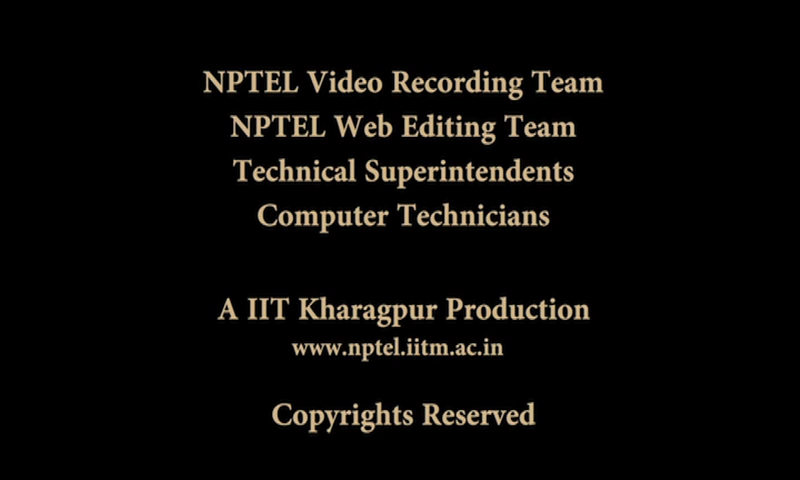 NPTEL Video Recording Team
NPTEL Web Editing Team
Technical Superintendents
Computer Technicians
A IIT Kharagpur Production
www.nptel.iitm.ac.in
Copyrights Reserved